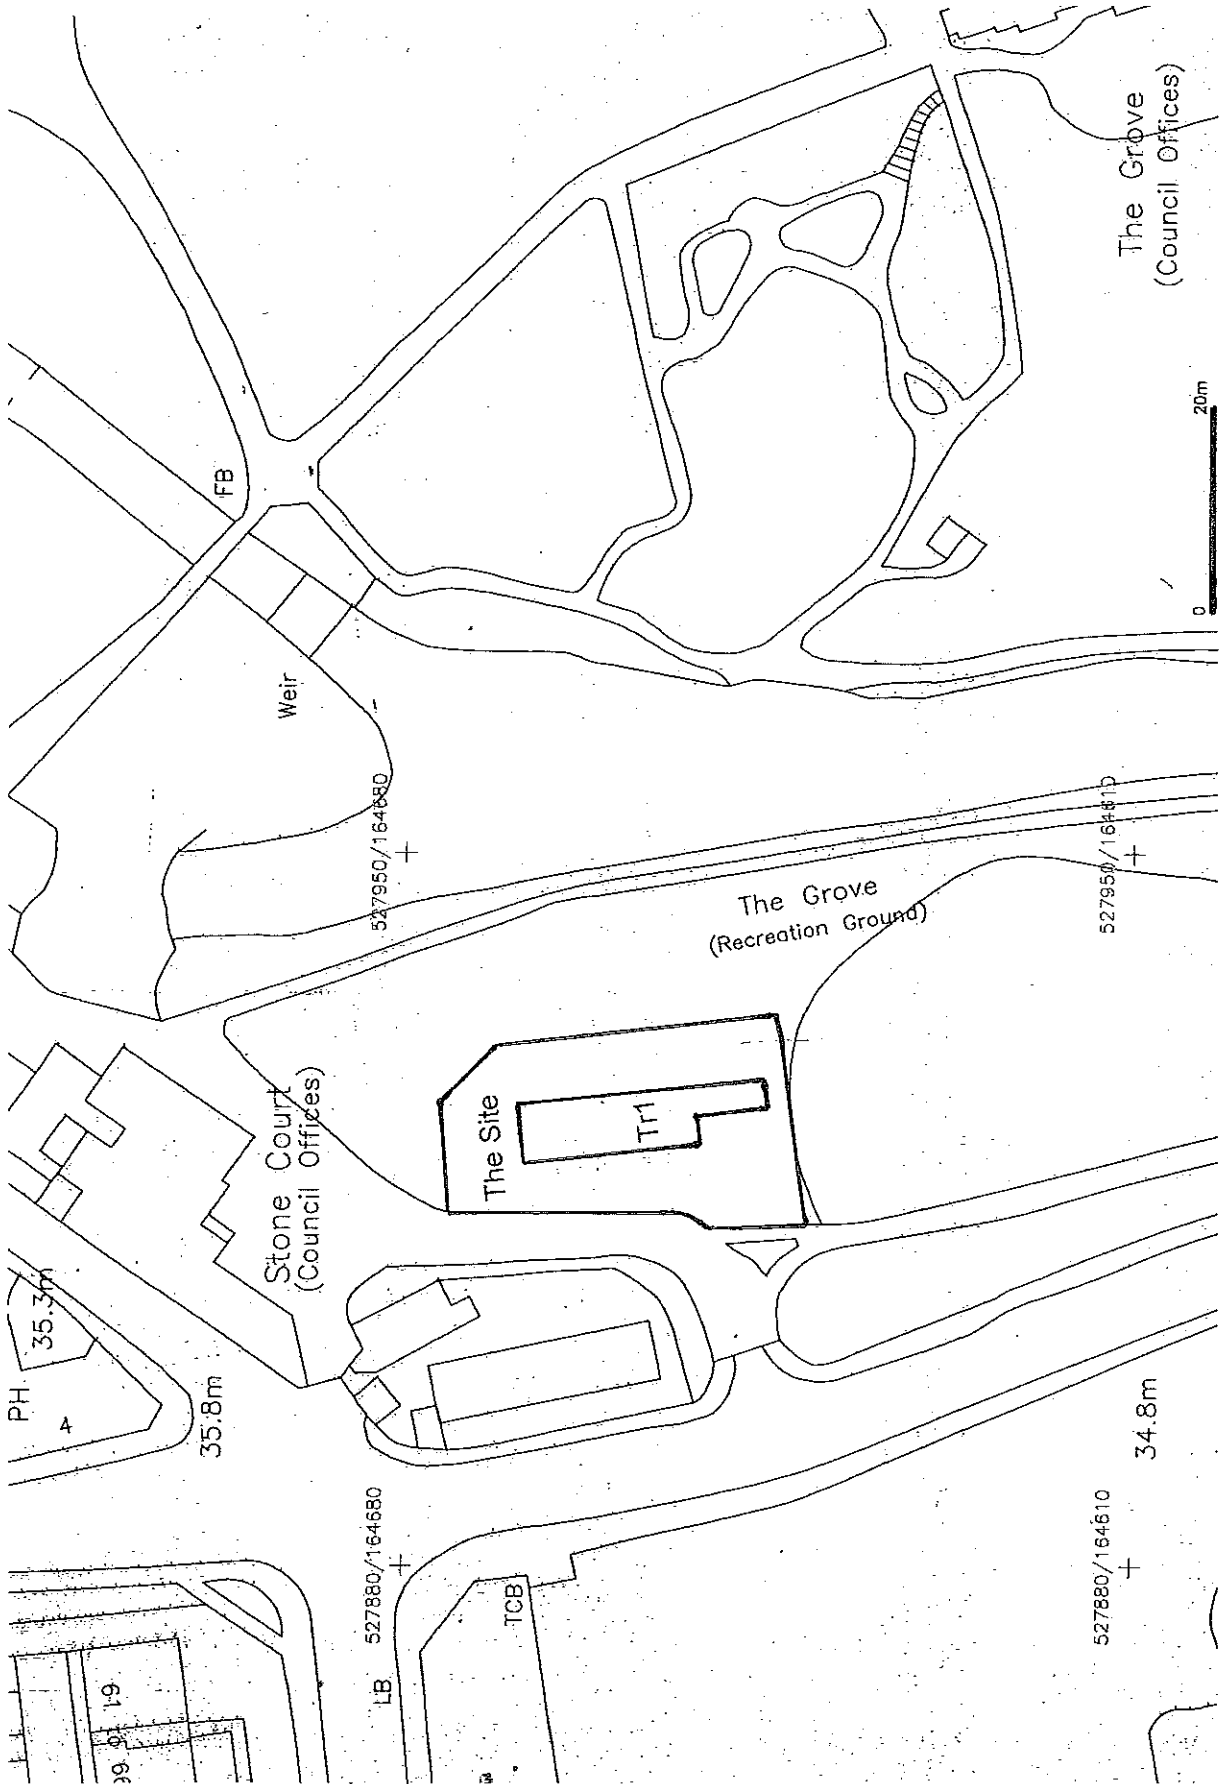 PH
4
35.3m
35.8m
61
99
Stone Court
(Council Offices)
FB
Weir
527950/164680
The Site
Tr1
The Grove
(Recreation Ground)
527950/164610
The Grove
(Council Offices)
0
20m
LB
527880/164680
TCB
527880/164610
34.8m